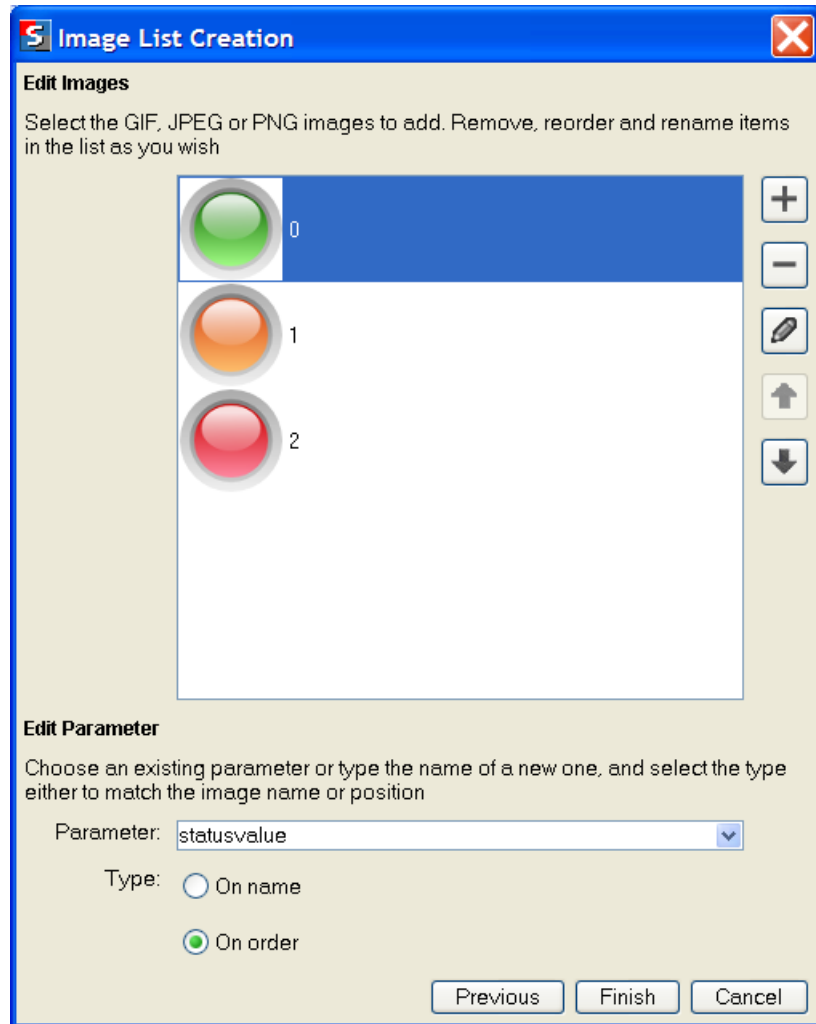 Image List Creation
Edit Images
Select the GIF, JPEG or PNG images to add. Remove, reorder and rename items
in the list as you wish
0
1
2
Edit Parameter
Choose an existing parameter or type the name of a new one, and select the type
either to match the image name or position
Parameter: statusvalue
Type: On name
On order
Previous Finish Cancel